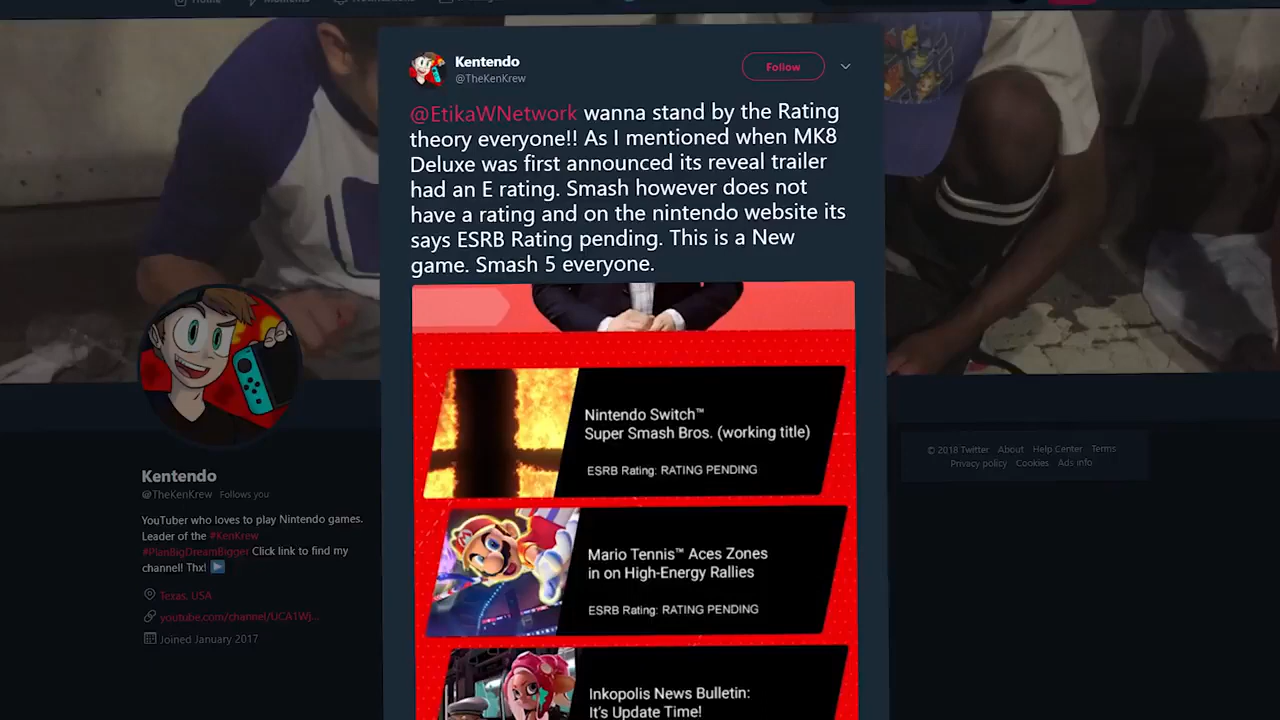 Home Moments
Kentendo
@TheKenKrew
Follow
@EtikaWNetwork wanna stand by the Rating
theory everyone!! As I mentioned when MK8
Deluxe was first announced its reveal trailer
had an E rating. Smash however does not
have a rating and on the nintendo website its
says ESRB Rating pending. This is a New
game. Smash 5 everyone.
Nintendo Switch™
Super Smash Bros. (working title)
ESRB Rating: RATING PENDING
Mario Tennis™ Aces Zones
in on High-Energy Rallies
ESRB Rating: RATING PENDING
Inkopolis News Bulletin:
It's Update Time!
Kentendo
@TheKenKrew Follows you
YouTuber who loves to play Nintendo games.
Leader of the #KenKrew
#PlanBigDreamBigger Click link to find my
channel! Thx!
Texas, USA
youtube.com/channel/UCA1Wj...
Joined January 2017
© 2018 Twitter About Help Center Terms
Privacy policy Cookies Ads info